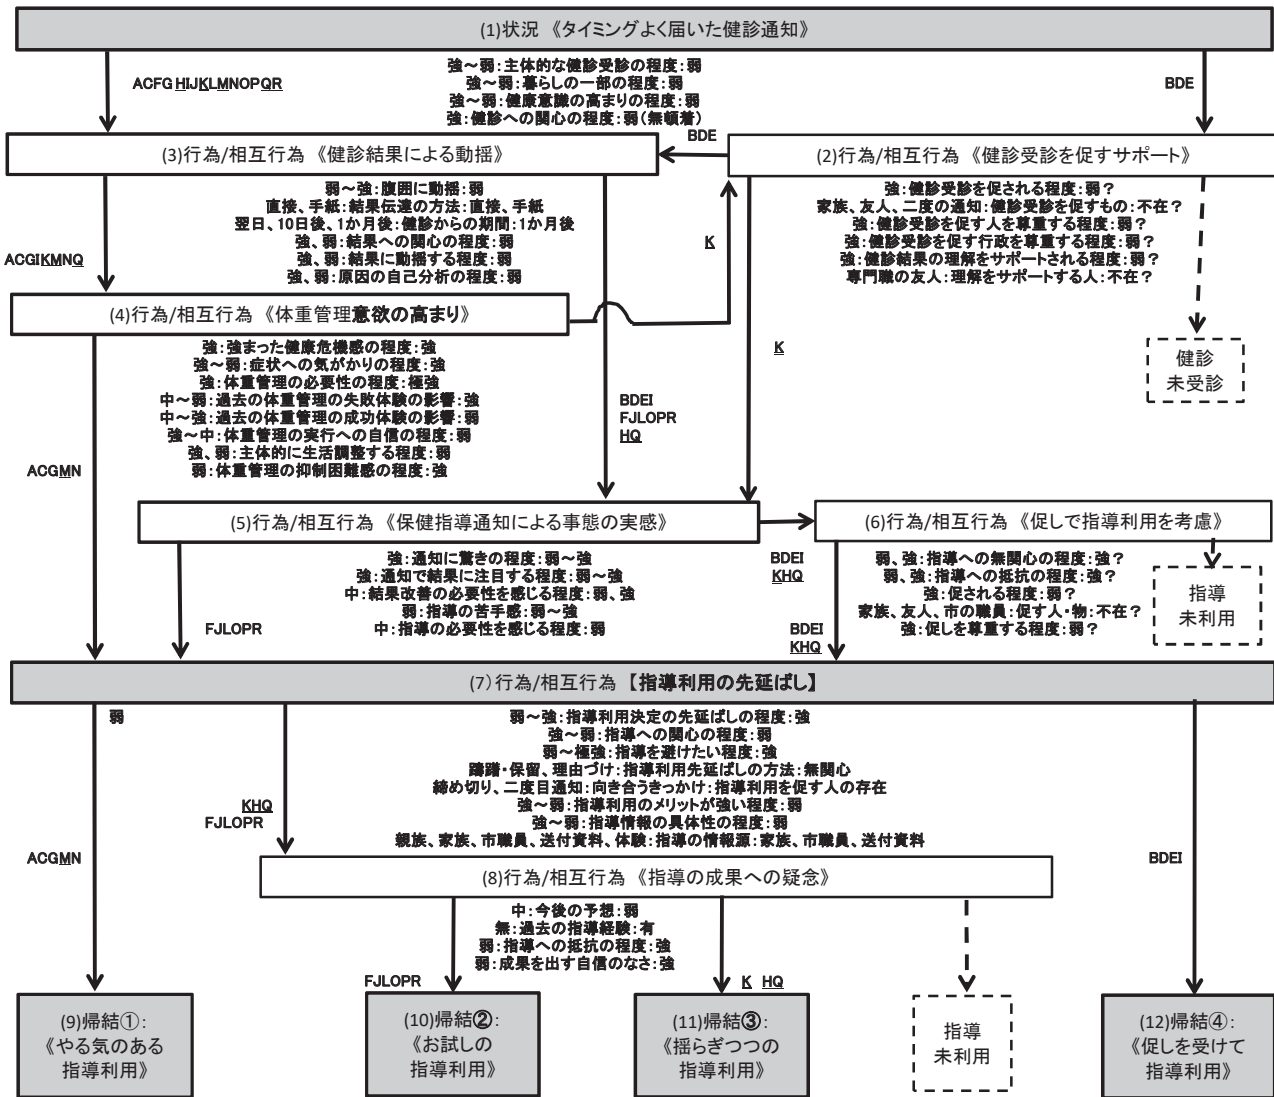 (1)状況 《タイミングよく届いた健診通知》
ACFGHIJKLMNOPQR
強～弱:主体的な健診受診の程度:弱
強～弱:暮らしの一部の程度:弱
強～弱:健康意識の高まりの程度:弱
強:健診への関心の程度:弱(無頓着)
BDE
BDE
(3)行為/相互行為 《健診結果による動揺》
(2)行為/相互行為 《健診受診を促すサポート》
弱～強:腹囲に動揺:弱
直接、手紙:結果伝達の方法:直接、手紙
翌日、10日後、1か月後:健診からの期間:1か月後
強、弱:結果への関心の程度:弱
強、弱:結果に動揺する程度:弱
強、弱:原因の自己分析の程度:弱
ACGIKMNQ
K
強:健診受診を促される程度:弱?
家族、友人、二度の通知:健診受診を促すもの:不在?
強:健診受診を促す人を尊重する程度:弱?
強:健診受診を促す行政を尊重する程度:弱?
強:健診結果の理解をサポートされる程度:弱?
専門職の友人:理解をサポートする人:不在?
(4)行為/相互行為 《体重管理意欲の高まり》
強:強まった健康危機感の程度:強
強～弱:症状への気がかりの程度:強
強:体重管理の必要性の程度:極強
中～弱:過去の体重管理の失敗体験の影響:強
中～強:過去の体重管理の成功体験の影響:弱
強～中:体重管理の実行への自信の程度:弱
強、弱:主体的に生活調整する程度:弱
弱:体重管理の抑制困難感の程度:強
K
健診
未受診
BDEI
FJLOPR
HQ
ACGMN
(5)行為/相互行為 《保健指導通知による事態の実感》
(6)行為/相互行為 《促しで指導利用を考慮》
強:通知に驚きの程度:弱～強
強:通知で結果に注目する程度:弱～強
中:結果改善の必要性を感じる程度:弱、強
弱:指導の苦手感:弱～強
中:指導の必要性を感じる程度:弱
FJLOPR
BDEI
KHQ
弱、強:指導への無関心の程度:強?
弱、強:指導への抵抗の程度:強?
強:促される程度:弱?
家族、友人、市の職員:促す人・物:不在?
強:促しを尊重する程度:弱?
BDEI
KHQ
指導
未利用
(7)行為/相互行為 【指導利用の先延ばし】
弱
弱～強:指導利用決定の先延ばしの程度:強
強～弱:指導への関心の程度:弱
弱～極強:指導を避けたい程度:強
躊躇・保留、理由づけ:指導利用先延ばしの方法:無関心
締め切り、二度目通知:向き合うきっかけ:指導利用を促す人の存在
強～弱:指導利用のメリットが強い程度:弱
強～弱:指導情報の具体性の程度:弱
親族、家族、市職員、送付資料、体験:指導の情報源:家族、市職員、送付資料
KHQ
FJLOPR
ACGMN
BDEI
(8)行為/相互行為 《指導の成果への疑念》
中:今後の予想:弱
無:過去の指導経験:有
弱:指導への抵抗の程度:強
弱:成果を出す自信のなさ:強
FJLOPR
K HQ
(9)帰結①:
《やる気のある
指導利用》
(10)帰結②:
《お試しの
指導利用》
(11)帰結③:
《揺らぎつつの
指導利用》
指導
未利用
(12)帰結④:
《促しを受けて
指導利用》